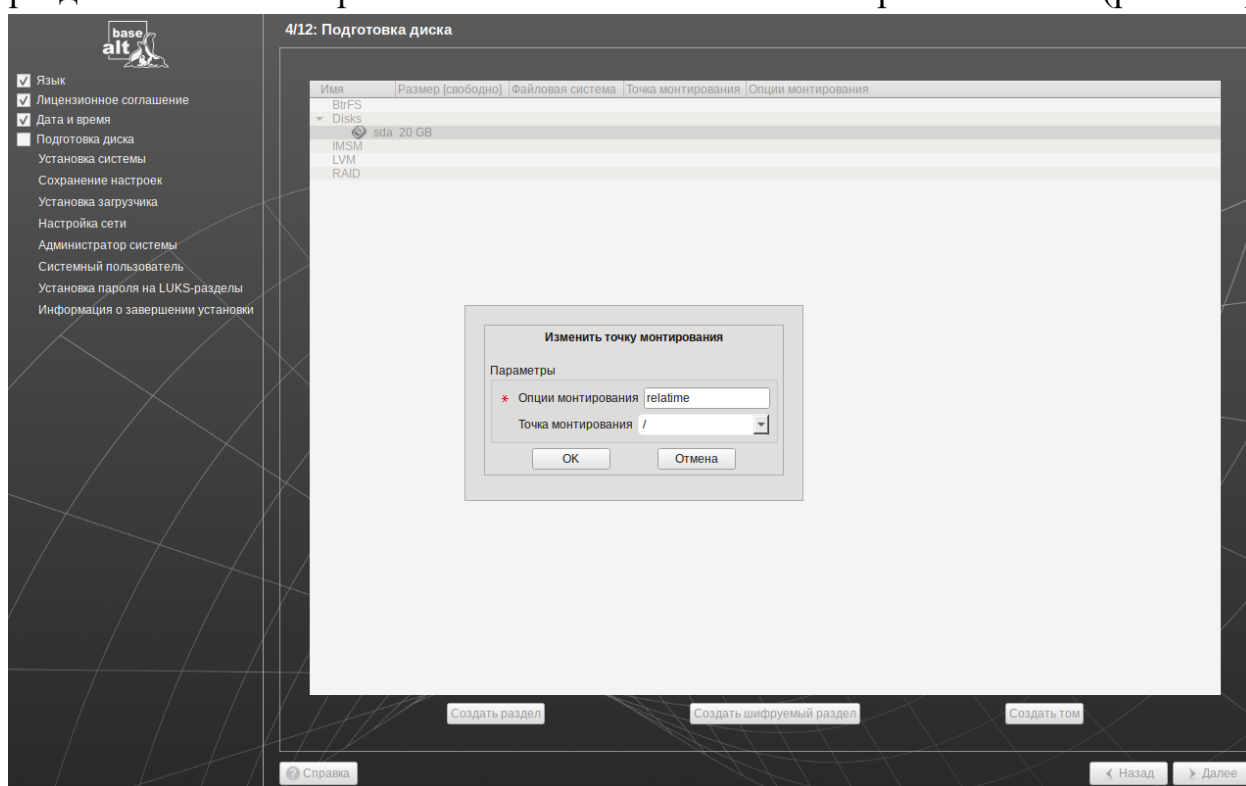 base
alt
4/12: Подготовка диска
Язык
Лицензионное соглашение
Дата и время
Подготовка диска
Установка системы
Сохранение настроек
Установка загрузчика
Настройка сети
Администратор системы
Системный пользователь
Установка пароля на LUKS-разделы
Информация о завершении установки
Имя Размер [свободно] Файловая система Точка монтирования Опции монтирования
BtrFS
Disks
sda 20 GB
IMSM
LVM
RAID
Изменить точку монтирования
Параметры
* Опции монтирования relatime
Точка монтирования /
OK Отмена
Создать раздел Создать шифруемый раздел Создать том
Справка Назад Далее